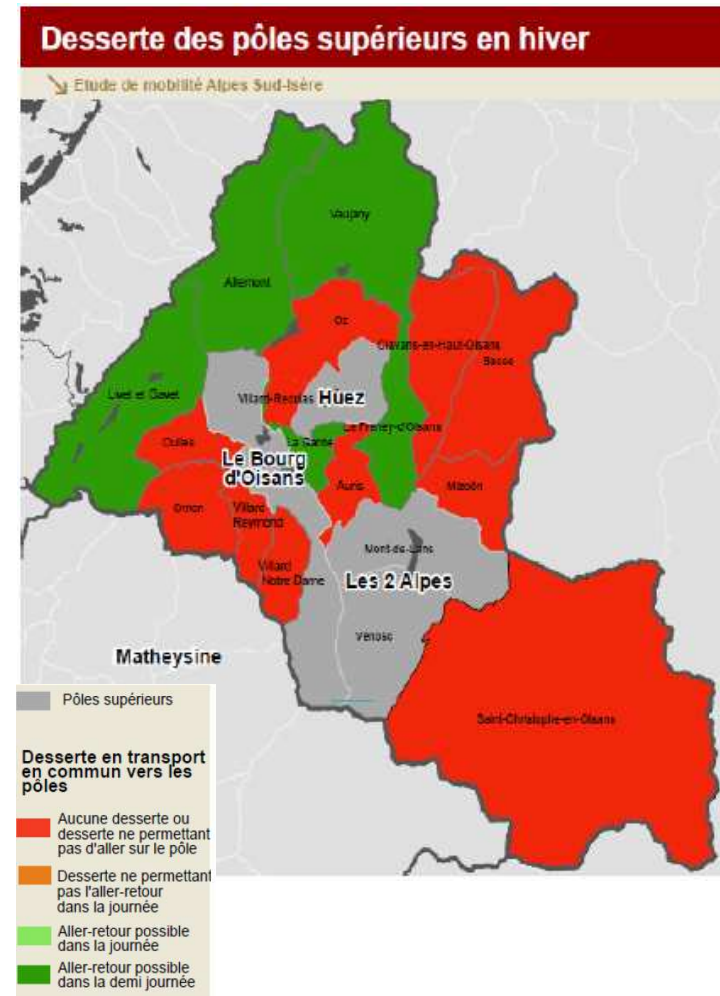 Desserte des pôles supérieurs en hiver
Etude de mobilité Alpes Sud-Isère
Vaujany
Allemont
Oz
Clavans-en-Haut-Oisans
Besse
Livet et Gavet
Villard-Reculas
Huez
Le Freney-d'Oisans
La Garde
Oulles
Le Bourg
d'Oisans
Auris
Mizoën
Ornon
Villard
Reymond
Mont-de-Lans
Villard
Notre Dame
Les 2 Alpes
Vénosc
Matheysine
Saint-Christophe-en-Oisans
Pôles supérieurs
Desserte en transport
en commun vers les
pôles
Aucune desserte ou
desserte ne permettant
pas d'aller sur le pôle
Desserte ne permettant
pas l'aller-retour
dans la journée
Aller-retour possible
dans la journée
Aller-retour possible
dans la demi journée